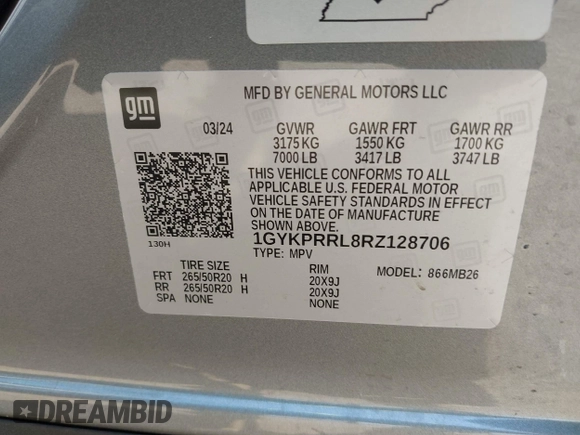 gm
MFD BY GENERAL MOTORS LLC
03/24 GVWR GAWR FRT GAWR RR
3175 KG 1550 KG 1700 KG
7000 LB 3417 LB 3747 LB
THIS VEHICLE CONFORMS TO ALL
APPLICABLE U.S. FEDERAL MOTOR
VEHICLE SAFETY STANDARDS IN EFFECT
ON THE DATE OF MANUFACTURE
SHOWN ABOVE.
130H
1GYKPRRL8RZ128706
TYPE: MPV
TIRE SIZE RIM MODEL: 866MB26
FRT 265/50R20 H 20X9J
RR 265/50R20 H 20X9J
SPA NONE NONE
DREAMBID